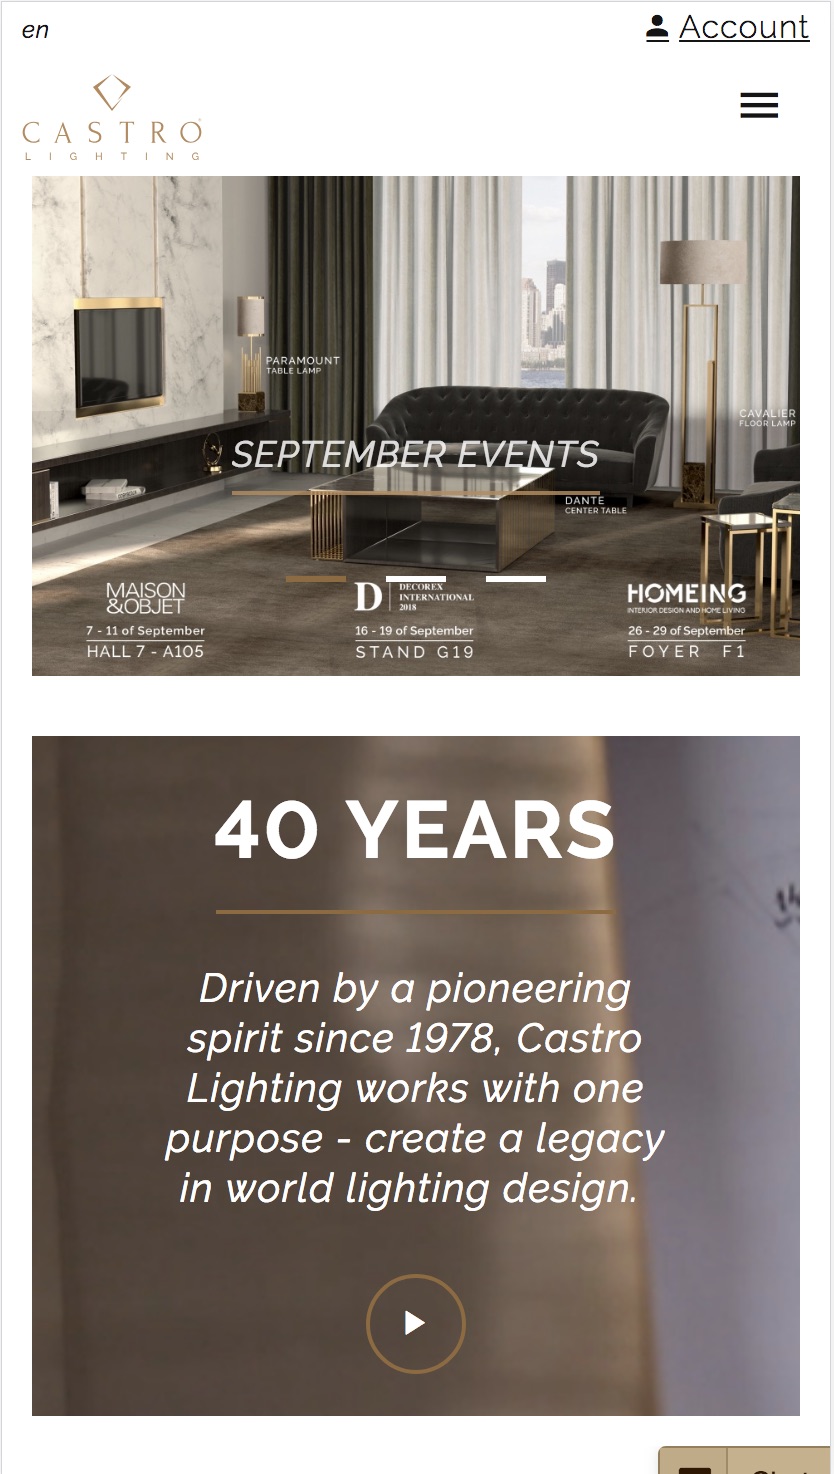 en
Account
CASTRO
LIGHTING
PARAMOUNT
TABLE LAMP
CAVALIER
FLOOR LAMP
SEPTEMBER EVENTS
DANTE
CENTER TABLE
MAISON
&OBJET
7 - 11 of September
HALL 7 - A105
D DECOREX
INTERNATIONAL
2018
16 - 19 of September
STAND G19
HOMEING
INTERIOR DESIGN AND HOME LIVING
26 - 29 of September
FOYER F1
40 YEARS
Driven by a pioneering
spirit since 1978, Castro
Lighting works with one
purpose - create a legacy
in world lighting design.